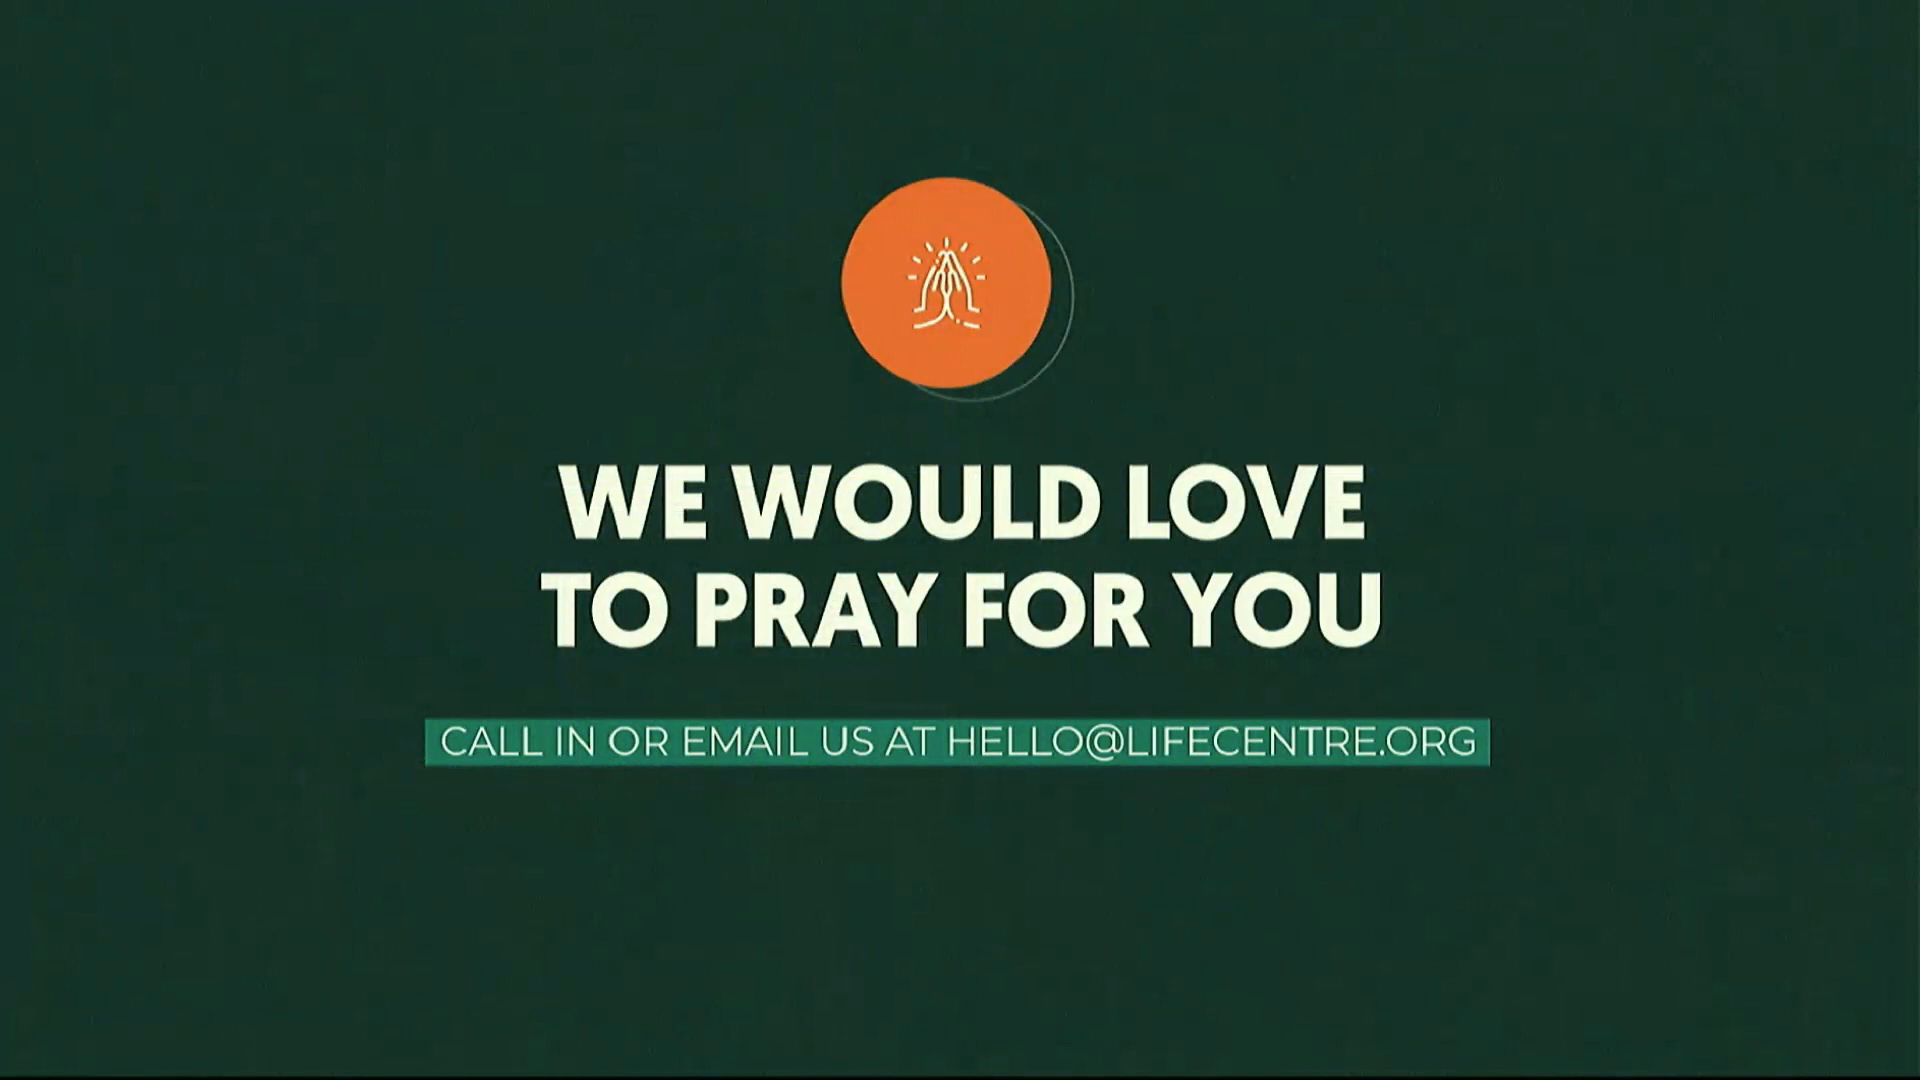 WE WOULD LOVE
TO PRAY FOR YOU
CALL IN OR EMAIL US AT HELLO@LIFECENTRE.ORG